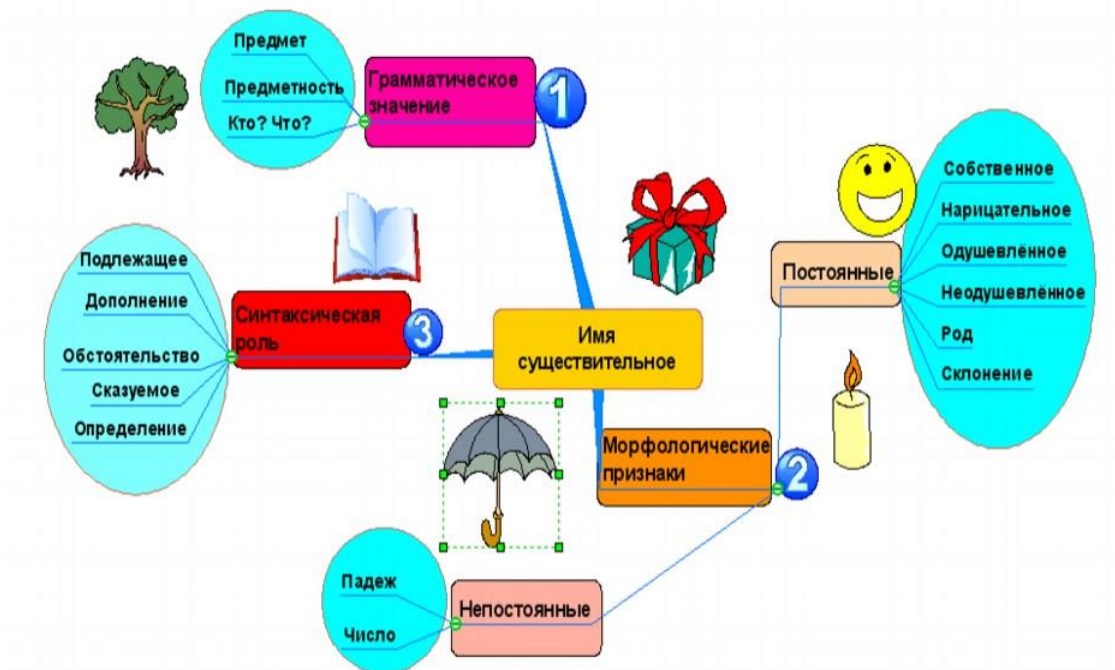 Предмет
Предметность
Кто? Что?
Грамматическое
значение
1
Подлежащее
Дополнение
Обстоятельство
Сказуемое
Определение
Синтаксическая
роль
3
Имя
существительное
Постоянные
Собственное
Нарицательное
Одушевлённое
Неодушевлённое
Род
Склонение
Морфологические
признаки
2
Падеж
Число
Непостоянные